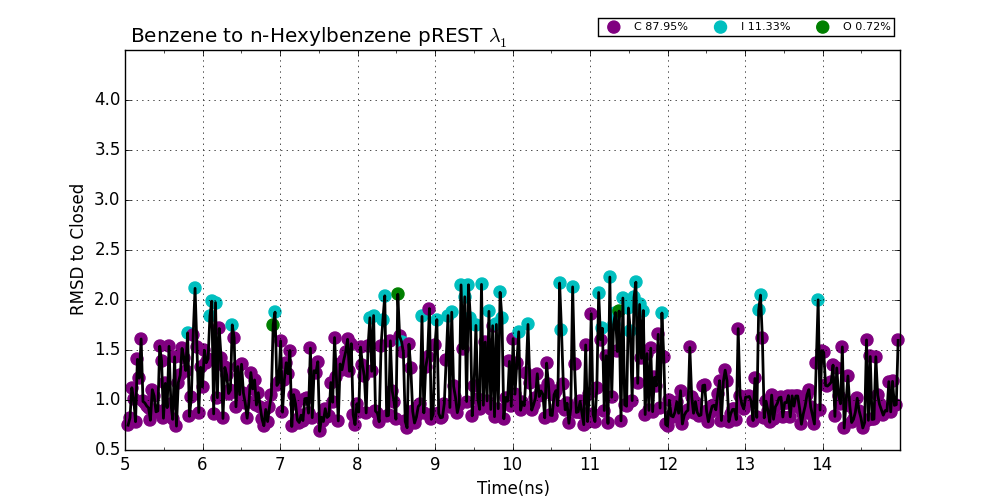 Benzene to n-Hexylbenzene pREST λ₁
C 87.95% I 11.33% O 0.72%
4.0
3.5
3.0
2.5
2.0
1.5
1.0
0.5
RMSD to Closed
5 6 7 8 9 10 11 12 13 14
Time(ns)